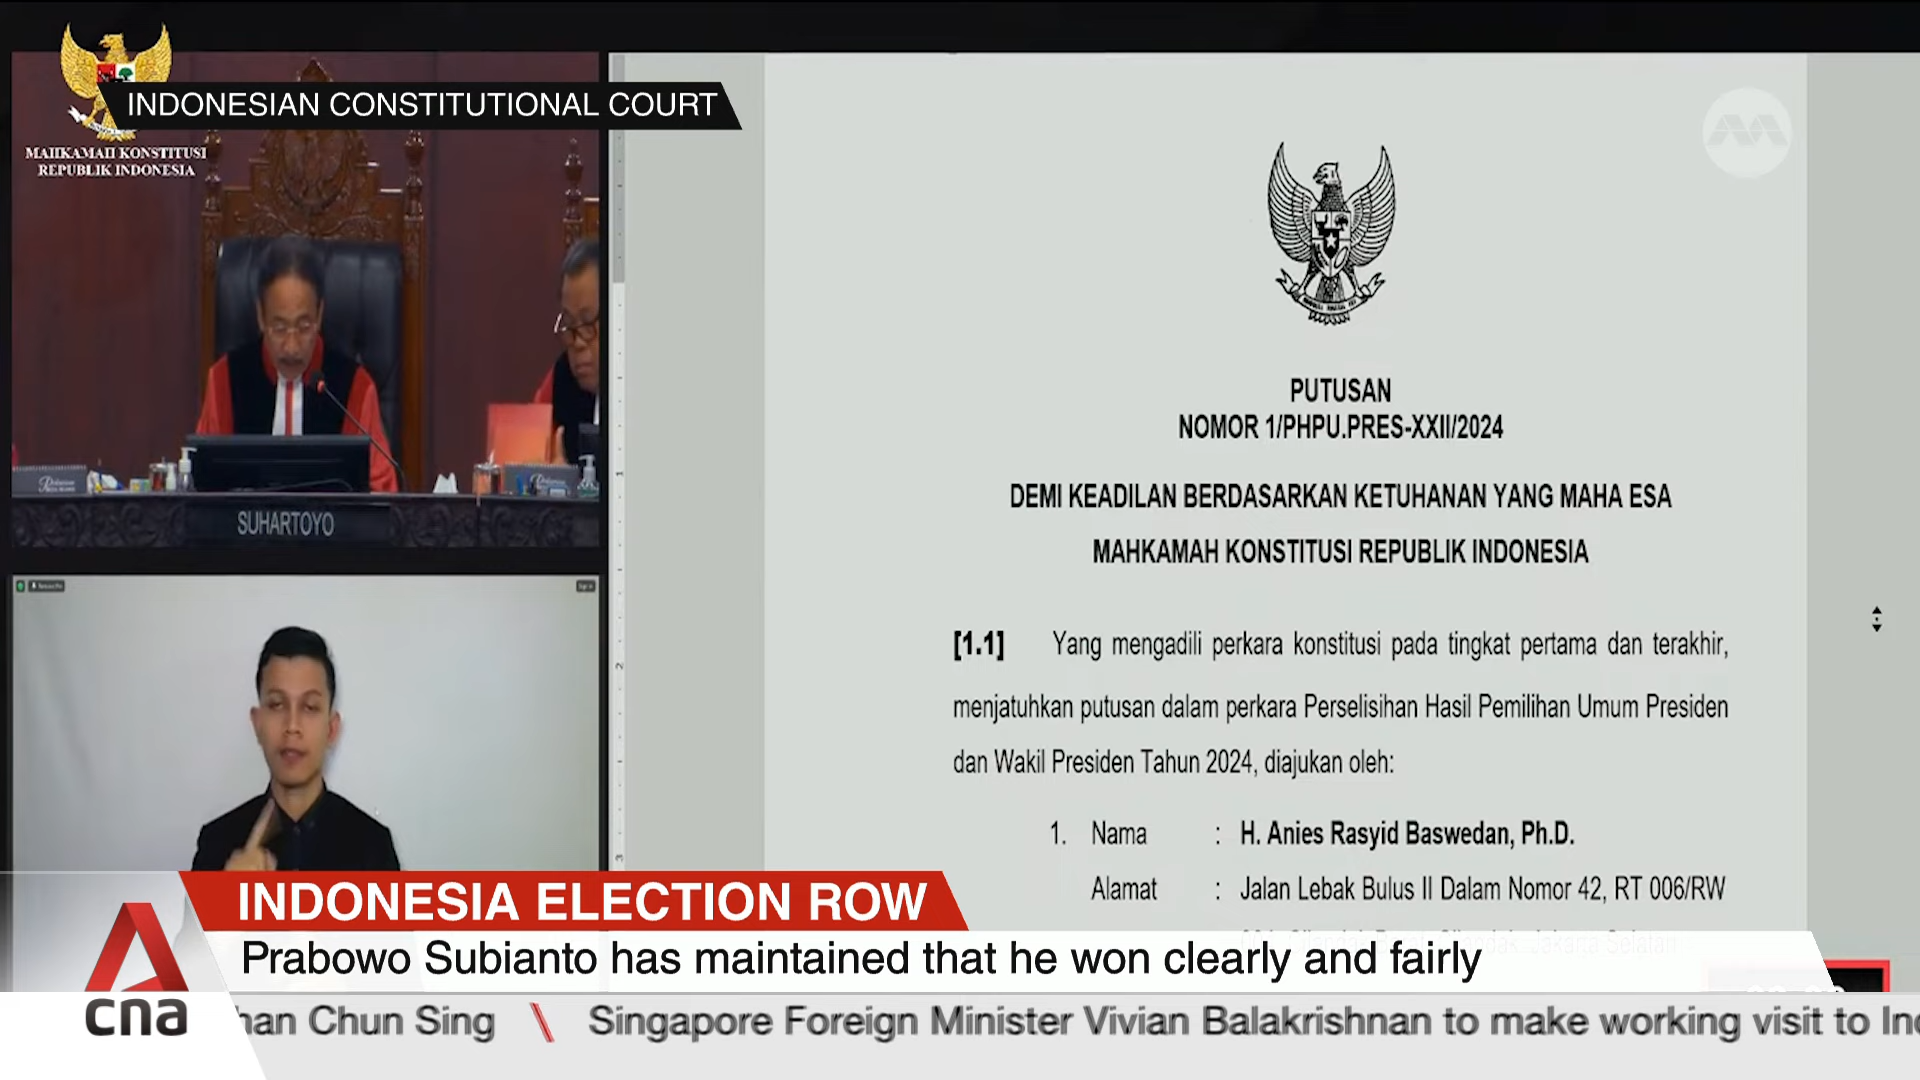 INDONESIAN CONSTITUTIONAL COURT
MAHKAMAH KONSTITUSI
REPUBLIK INDONESIA
SUHARTOYO
PUTUSAN
NOMOR 1/PHPU.PRES-XXII/2024
DEMI KEADILAN BERDASARKAN KETUHANAN YANG MAHA ESA
MAHKAMAH KONSTITUSI REPUBLIK INDONESIA
[1.1] Yang mengadili perkara konstitusi pada tingkat pertama dan terakhir,
menjatuhkan putusan dalam perkara Perselisihan Hasil Pemilihan Umum Presiden
dan Wakil Presiden Tahun 2024, diajukan oleh:
1. Nama : H. Anies Rasyid Baswedan, Ph.D.
Alamat : Jalan Lebak Bulus II Dalam Nomor 42, RT 006/RW
INDONESIA ELECTION ROW
Prabowo Subianto has maintained that he won clearly and fairly
cna
han Chun Sing \\ Singapore Foreign Minister Vivian Balakrishnan to make working visit to Ind